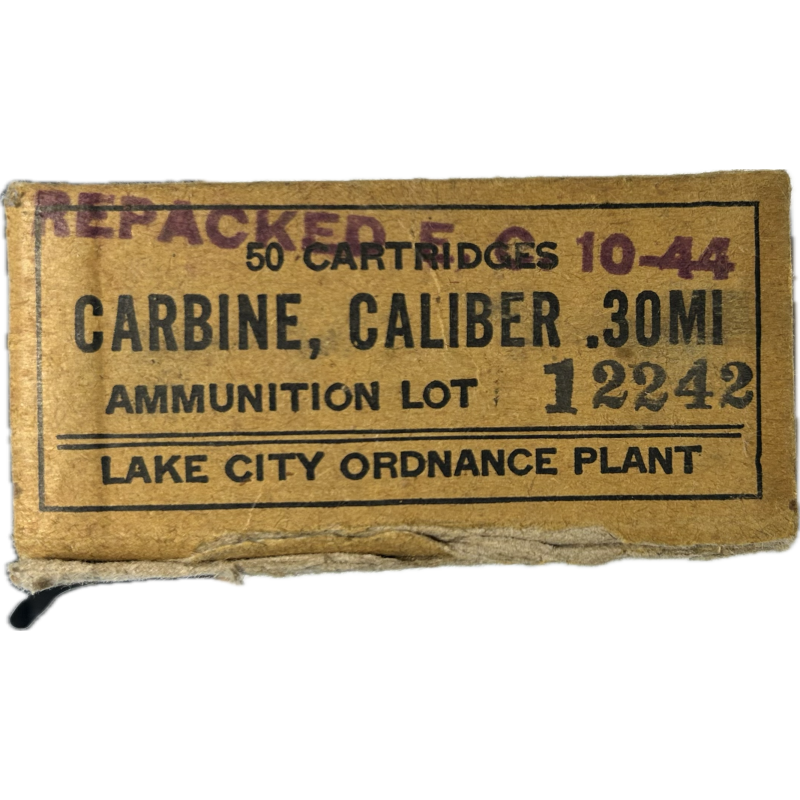 REPACKED F. C. 10-44
50 CARTRIDGES
CARBINE, CALIBER .30MI
AMMUNITION LOT 12242
LAKE CITY ORDNANCE PLANT